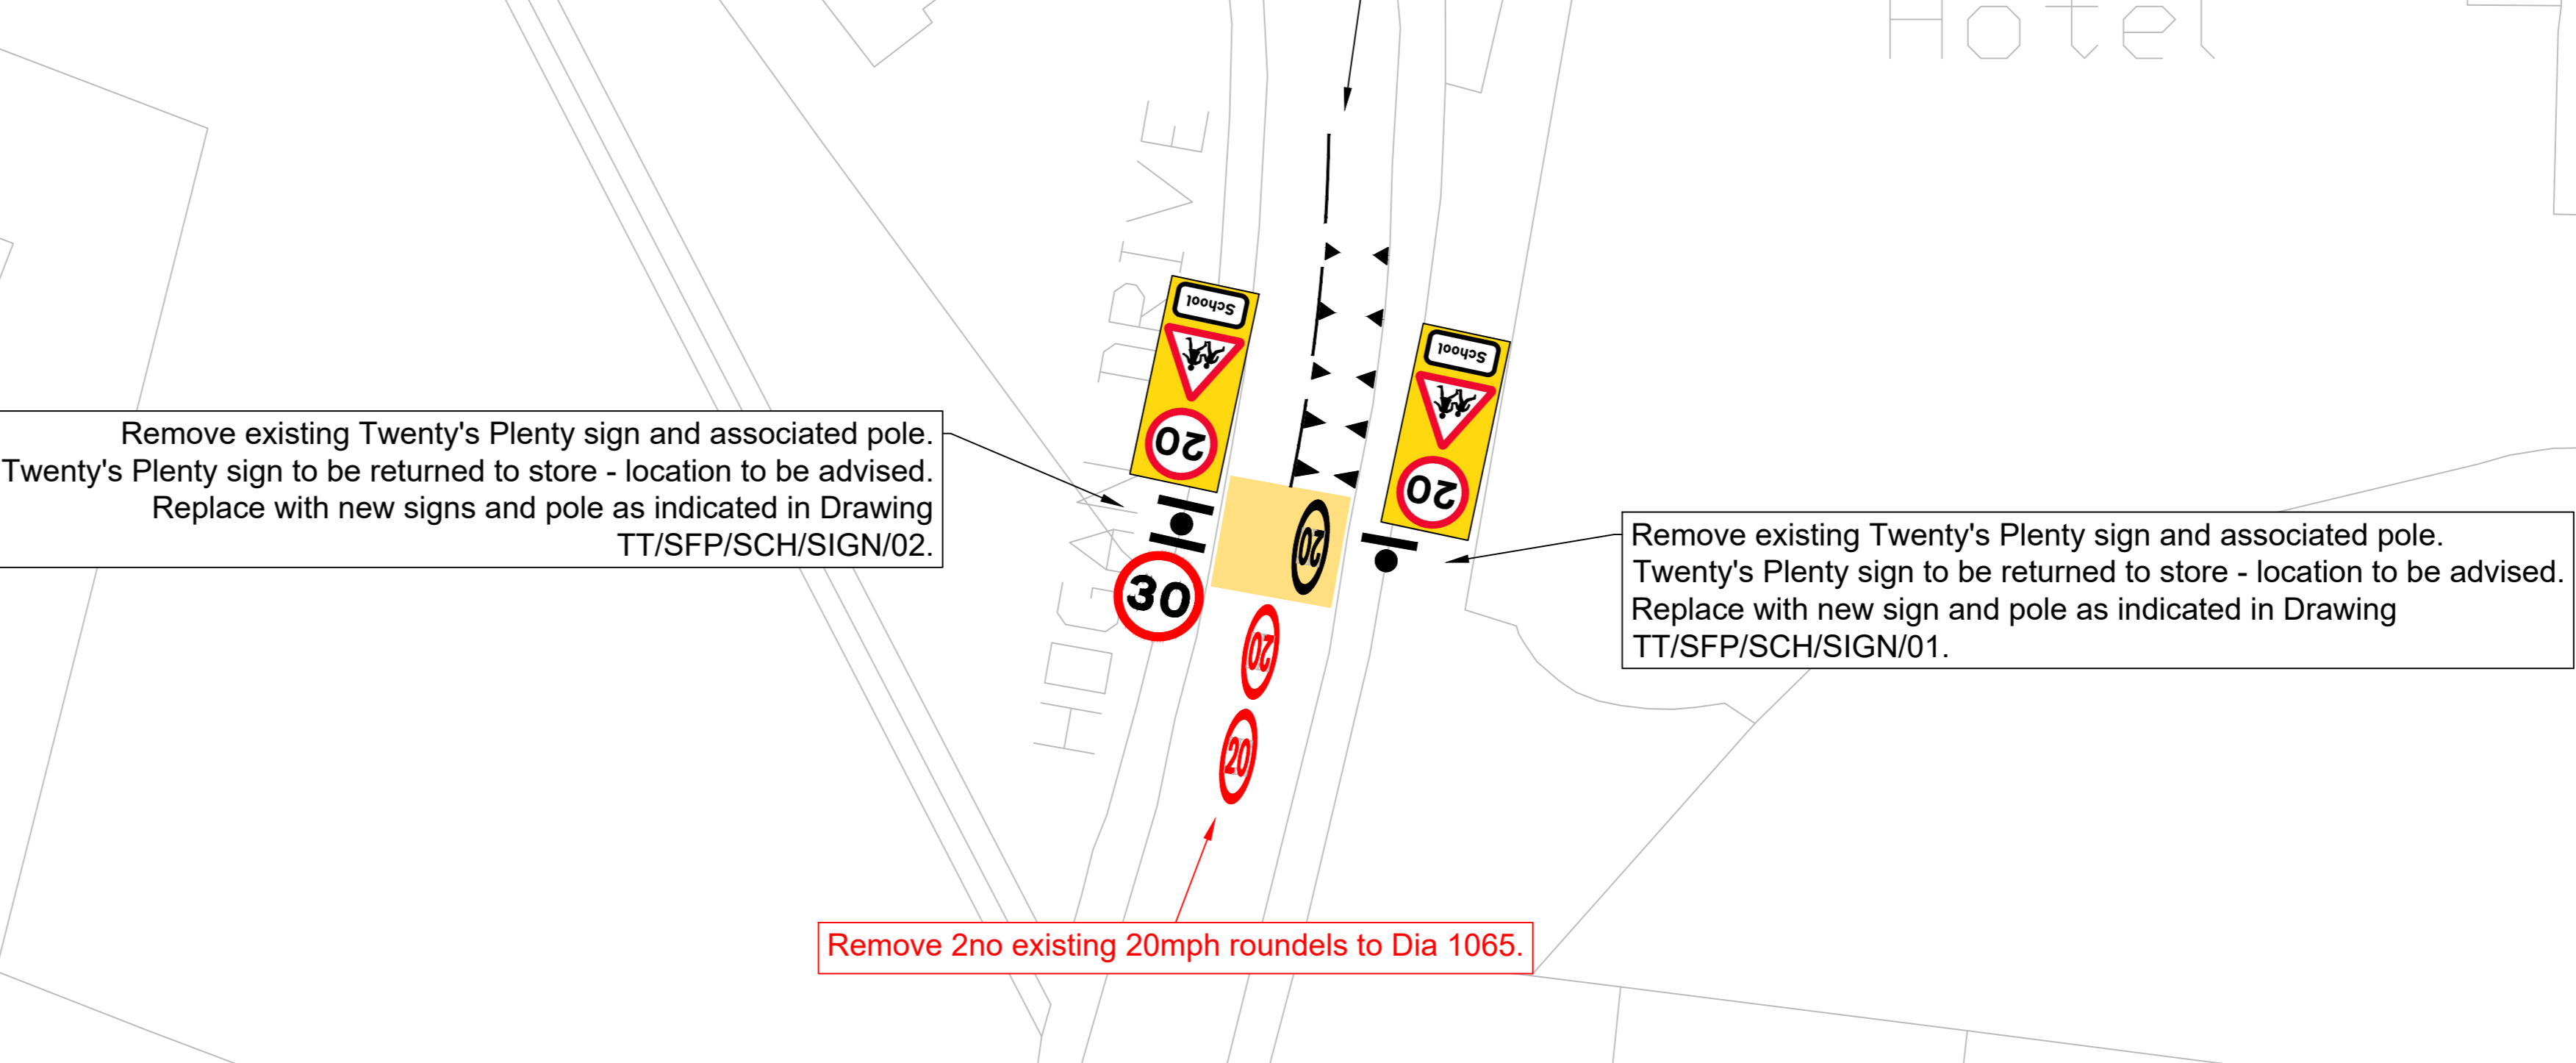 Hotel
HOGAN DRIVE
School
20
School
20
Remove existing Twenty's Plenty sign and associated pole.
Twenty's Plenty sign to be returned to store - location to be advised.
Replace with new signs and pole as indicated in Drawing
TT/SFP/SCH/SIGN/02.
30
20
20
20
Remove existing Twenty's Plenty sign and associated pole.
Twenty's Plenty sign to be returned to store - location to be advised.
Replace with new sign and pole as indicated in Drawing
TT/SFP/SCH/SIGN/01.
Remove 2no existing 20mph roundels to Dia 1065.